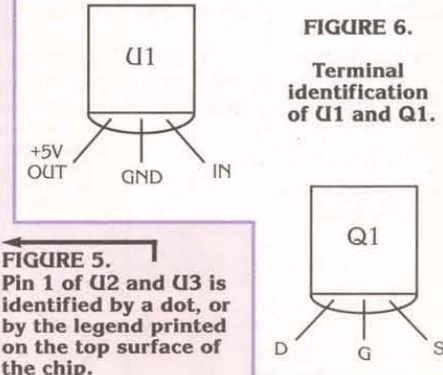 FIGURE 6.
Terminal
identification
of U1 and Q1.
U1
+5V
OUT
GND
IN
Q1
D
G
S
FIGURE 5.
Pin 1 of U2 and U3 is
identified by a dot, or
by the legend printed
on the top surface of
the chip.